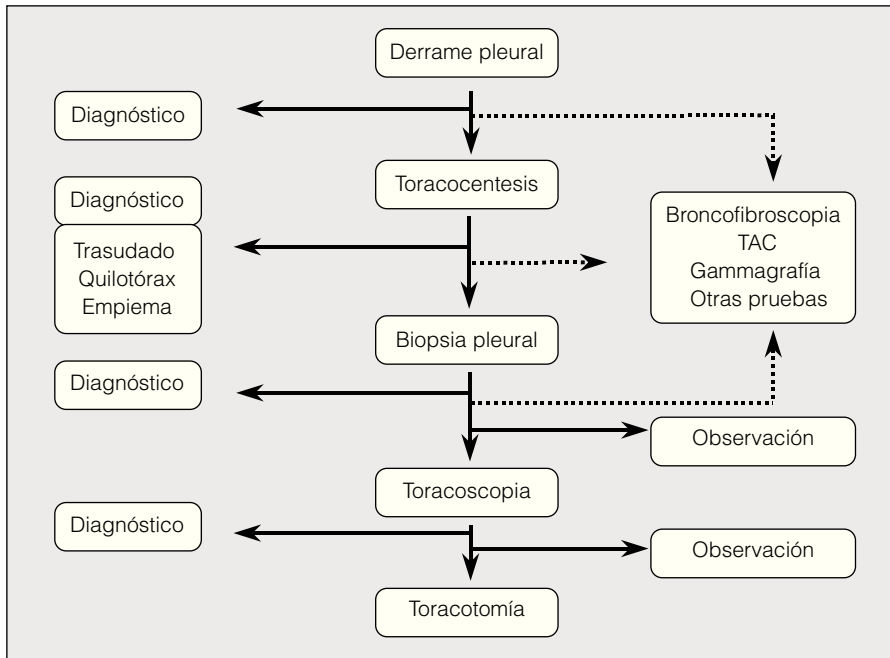 Derrame pleural
Diagnóstico
Toracocentesis
Diagnóstico
Trasudado
Quilotórax
Empiema
Broncofibroscopia
TAC
Gammagrafía
Otras pruebas
Biopsia pleural
Diagnóstico
Observación
Toracoscopia
Diagnóstico
Observación
Toracotomía